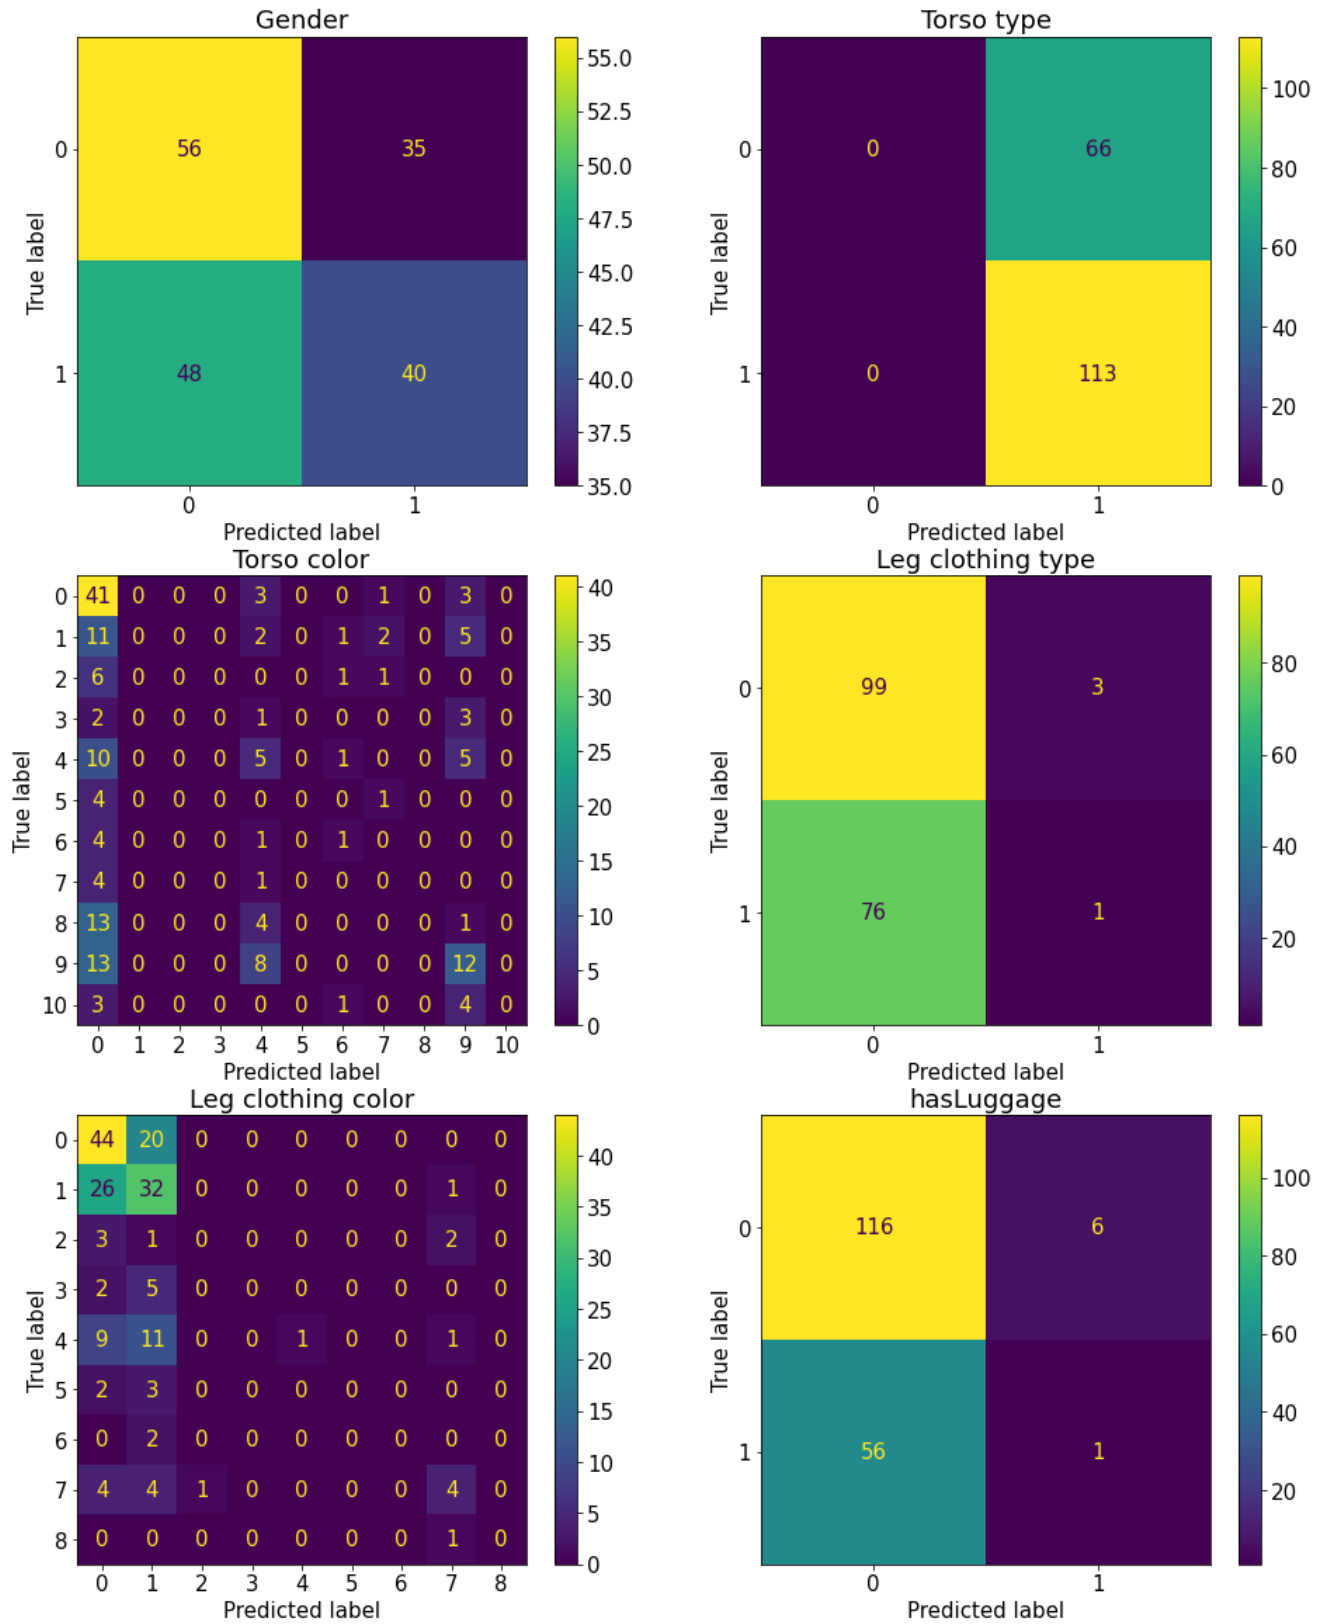 Gender
0 56 35
1 48 40
0 1
Predicted label
True label
55.0
52.5
50.0
47.5
45.0
42.5
40.0
37.5
35.0
Torso type
0 0 66
1 0 113
0 1
Predicted label
True label
100
80
60
40
20
0
Torso color
0 41 0 0 0 3 0 0 1 0 3 0
1 11 0 0 0 2 0 1 2 0 5 0
2 6 0 0 0 0 0 1 1 0 0 0
3 2 0 0 0 1 0 0 0 0 3 0
4 10 0 0 0 5 0 1 0 0 5 0
5 4 0 0 0 0 0 0 1 0 0 0
6 4 0 0 0 1 0 1 0 0 0 0
7 4 0 0 0 1 0 0 0 0 0 0
8 13 0 0 0 4 0 0 0 0 1 0
9 13 0 0 0 8 0 0 0 0 12 0
10 3 0 0 0 0 0 1 0 0 4 0
0 1 2 3 4 5 6 7 8 9 10
Predicted label
True label
40
35
30
25
20
15
10
5
0
Leg clothing type
0 99 3
1 76 1
0 1
Predicted label
True label
80
60
40
20
Leg clothing color
0 44 20 0 0 0 0 0 0 0
1 26 32 0 0 0 0 0 1 0
2 3 1 0 0 0 0 0 2 0
3 2 5 0 0 0 0 0 0 0
4 9 11 0 0 1 0 0 1 0
5 2 3 0 0 0 0 0 0 0
6 0 2 0 0 0 0 0 0 0
7 4 4 1 0 0 0 0 4 0
8 0 0 0 0 0 0 0 1 0
0 1 2 3 4 5 6 7 8
Predicted label
True label
40
35
30
25
20
15
10
5
0
hasLuggage
0 116 6
1 56 1
0 1
Predicted label
True label
100
80
60
40
20